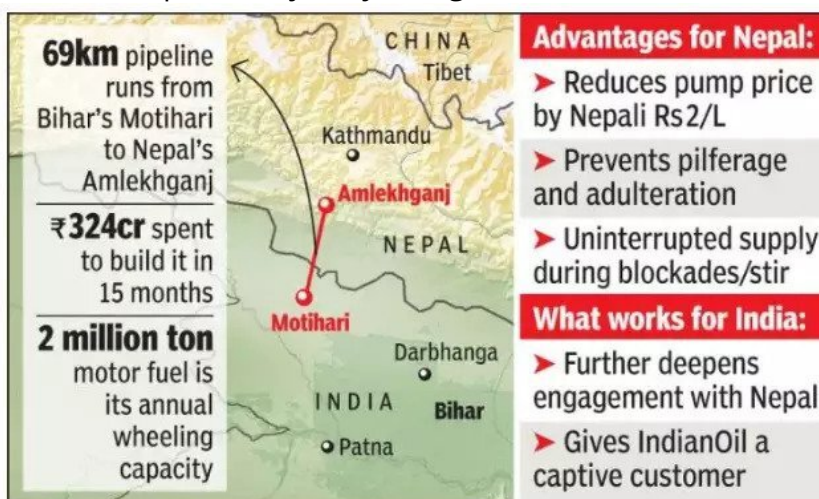 69km pipeline
runs from
Bihar's Motihari
to Nepal's
Amlekhganj
₹324cr spent
to build it in
15 months
2 million ton
motor fuel is
its annual
wheeling
capacity
CHINA
Tibet
Kathmandu
Amlekhganj
NEPAL
Motihari
Darbhanga
INDIA
Bihar
Patna
Advantages for Nepal:
➤ Reduces pump price
by Nepali Rs2/L
➤ Prevents pilferage
and adulteration
➤ Uninterrupted supply
during blockades/stir
What works for India:
➤ Further deepens
engagement with Nepal
➤ Gives IndianOil a
captive customer